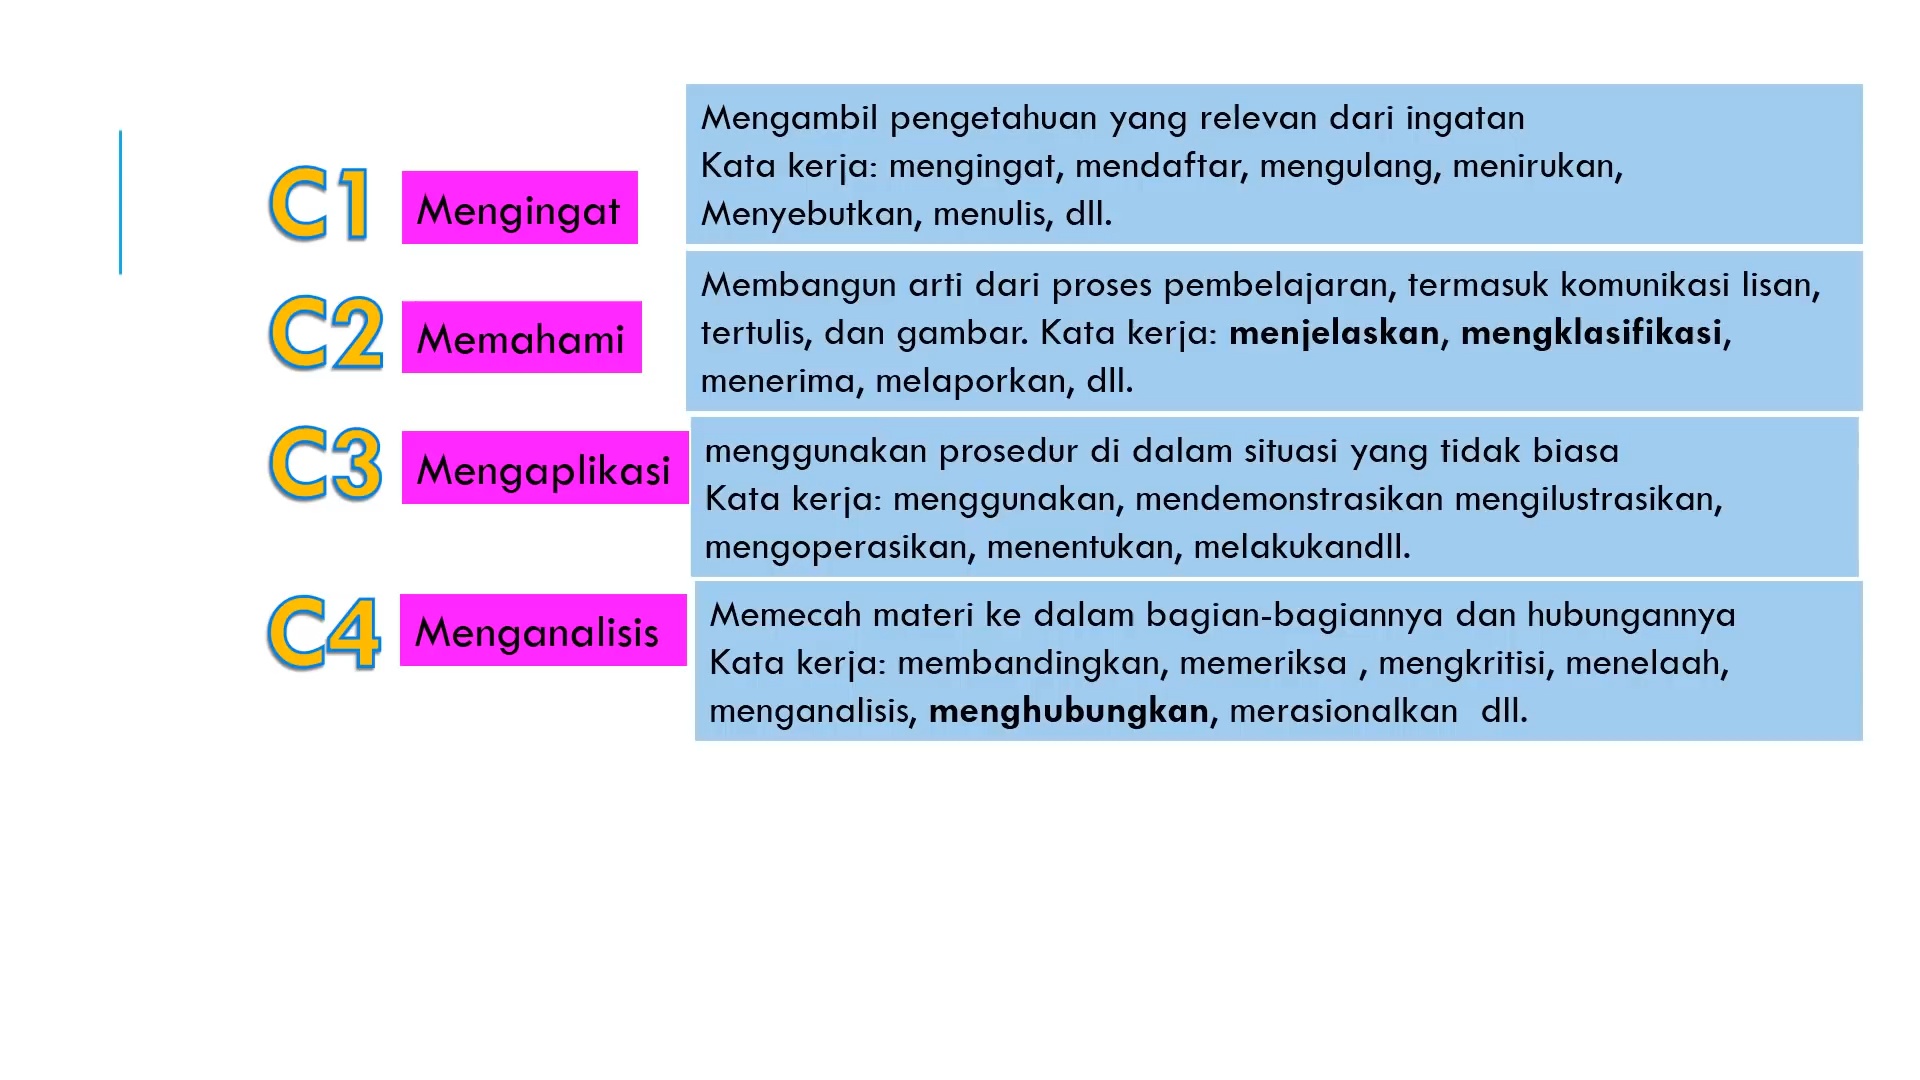 C1
Mengingat
Mengambil pengetahuan yang relevan dari ingatan
Kata kerja: mengingat, mendaftar, mengulang, menirukan,
Menyebutkan, menulis, dll.
C2
Memahami
Membangun arti dari proses pembelajaran, termasuk komunikasi lisan,
tertulis, dan gambar. Kata kerja: menjelaskan, mengklasifikasi,
menerima, melaporkan, dll.
C3
Mengaplikasi
menggunakan prosedur di dalam situasi yang tidak biasa
Kata kerja: menggunakan, mendemonstrasikan mengilustrasikan,
mengoperasikan, menentukan, melakukandll.
C4
Menganalisis
Memecah materi ke dalam bagian-bagiannya dan hubungannya
Kata kerja: membandingkan, memeriksa , mengkritisi, menelaah,
menganalisis, menghubungkan, merasionalkan  dll.